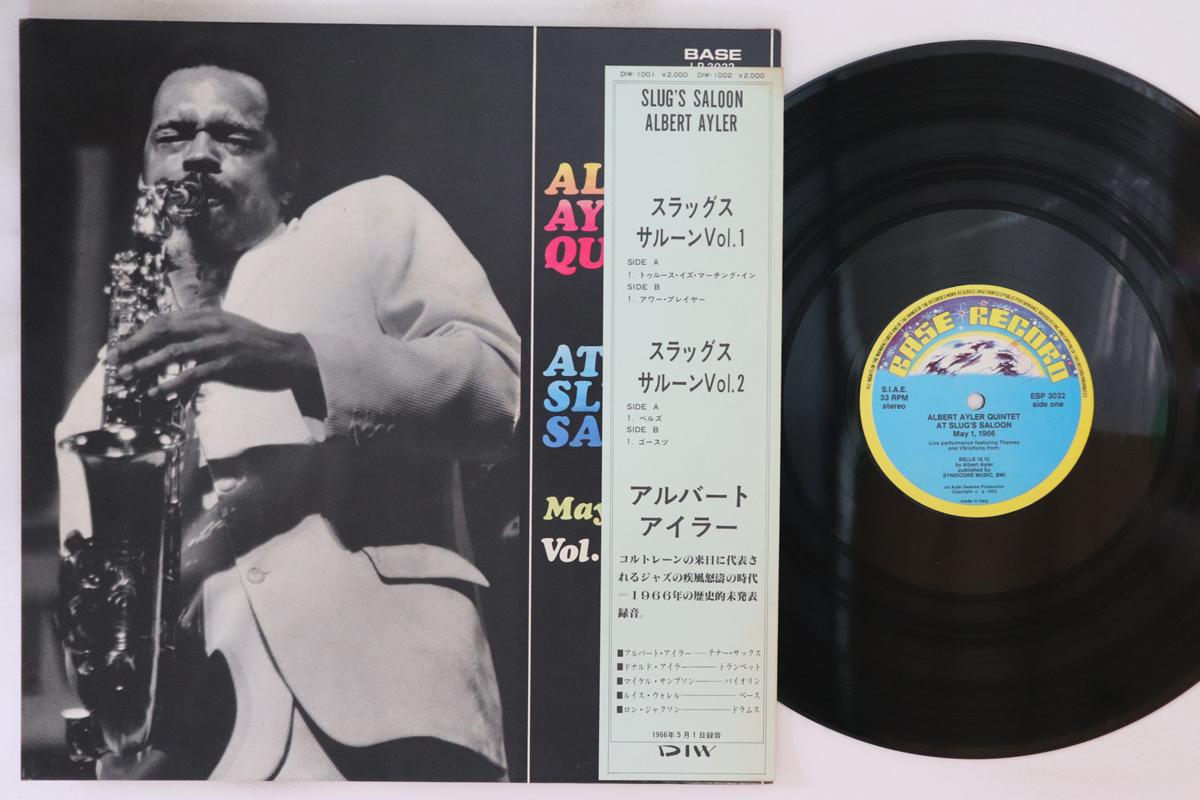 BASE
AL
AY
QU
AT
SL
SA
May
Vol.
DIW-1001 ¥2,000 DIW-1002 ¥2,000
SLUG'S SALOON
ALBERT AYLER
スラッグス
サルーンVol.1
SIDE A
1. トゥルース・イズ・マーチング・イン
SIDE B
1. アワー・プレイヤー
スラッグス
サルーンVol.2
SIDE A
1. ベルズ
SIDE B
1. ゴースツ
アルバート
アイラー
コルトレーンの来日に代表さ
れるジャズの疾風怒濤の時代
=1966年の歴史的未発表
録音。
■アルバート・アイラー──テナー・サックス
■ドナルド・アイラー────トランペット
■マイケル・サンプソン────バイオリン
■ルイス・ウォレル────ベース
■ロン・ジャクソン────ドラムス
1966年5月1日録音
DIW
BASE RECORD
S.I.A.E.
33 RPM
stereo
ESP 3032
side one
ALBERT AYLER QUINTET
AT SLUG'S SALOON
May 1, 1966
Live performance featuring Themes
and V9riations from:
BELLS 16.10
by Albert Ayler
published by
SYNDICORE MUSIC, BMI
made in Italy